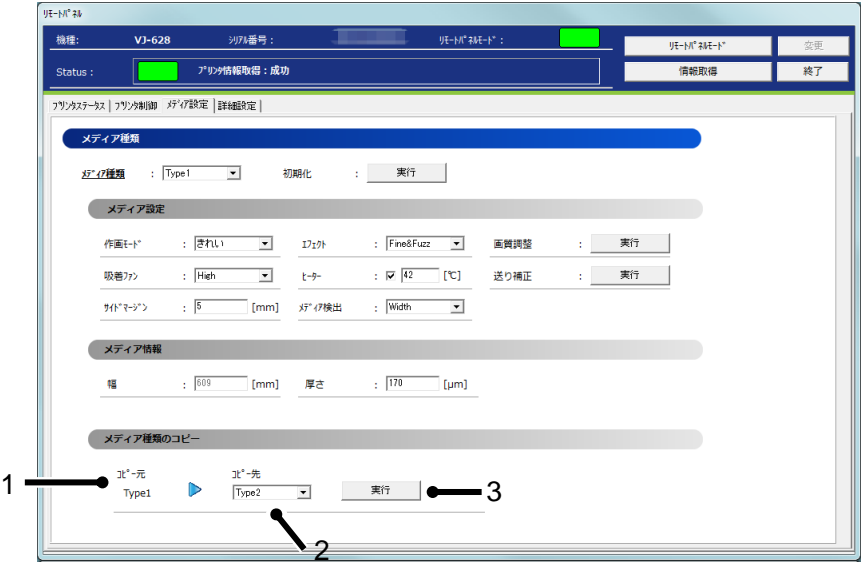 ﾘﾓｰﾄﾊﾟﾈﾙ
機種: VJ-628 ｼﾘｱﾙ番号 : ﾘﾓｰﾄﾊﾟﾈﾙﾓｰﾄﾞ : ﾘﾓｰﾄﾊﾟﾈﾙﾓｰﾄﾞ 変更
Status : ﾌﾟﾘﾝﾀ情報取得 : 成功 情報取得 終了
ﾌﾟﾘﾝﾀｽﾃｰﾀｽ ﾌﾟﾘﾝﾀ制御 ﾒﾃﾞｨｱ設定 詳細設定
メディア種類
ﾒﾃﾞｨｱ種類 : Type1 初期化 : 実行
メディア設定
作画ﾓｰﾄﾞ : きれい ｴﾌｪｸﾄ : Fine&Fuzz 画質調整 : 実行
吸着ﾌｧﾝ : High ﾋｰﾀｰ : 42 [℃] 送り補正 : 実行
ｻｲﾄﾞﾏｰｼﾞﾝ : 5 [mm] ﾒﾃﾞｨｱ検出 : Width
メディア情報
幅 : 609 [mm] 厚さ : 170 [μm]
メディア種類のコピー
ｺﾋﾟｰ元 ｺﾋﾟｰ先
1 Type1 Type2 実行 3
2